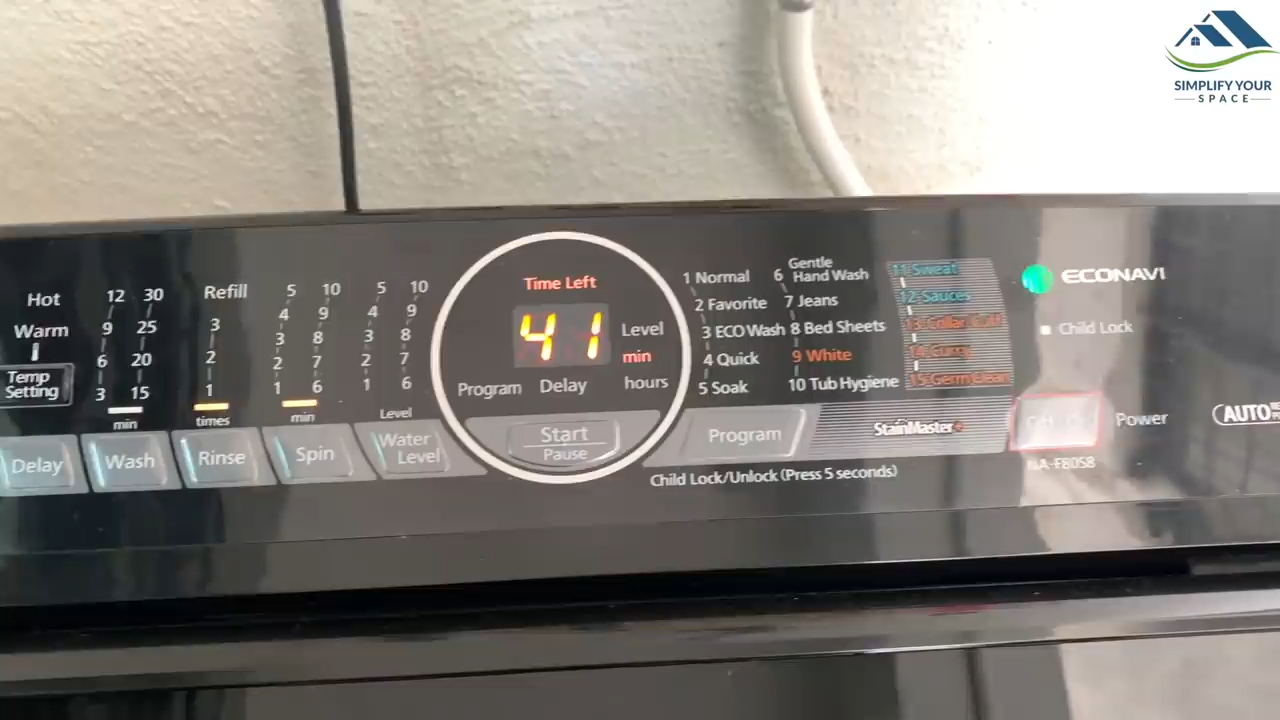 SIMPLIFY YOUR
SPACE
Hot
Warm
Temp
Setting
12 30
9 25
6 20
3 15
min
Refill
3
2
1
times
5 10
4 9
3 8
2 7
1 6
min
5 10
4 9
3 8
2 7
1 6
Level
Delay
Wash
Rinse
Spin
Water
Level
Time Left
41
Level
min
hours
Program
Delay
Start
Pause
1 Normal
2 Favorite
3 ECO Wash
4 Quick
5 Soak
6 Gentle
Hand Wash
7 Jeans
8 Bed Sheets
9 White
10 Tub Hygiene
11 Sweat
12 Sauces
13 Collar/Cuff
14 Curry
15 Germ Clean
Program
StainMaster+
Child Lock/Unlock (Press 5 seconds)
ECONAVI
Child Lock
Power
NA-F80S8
AUTO